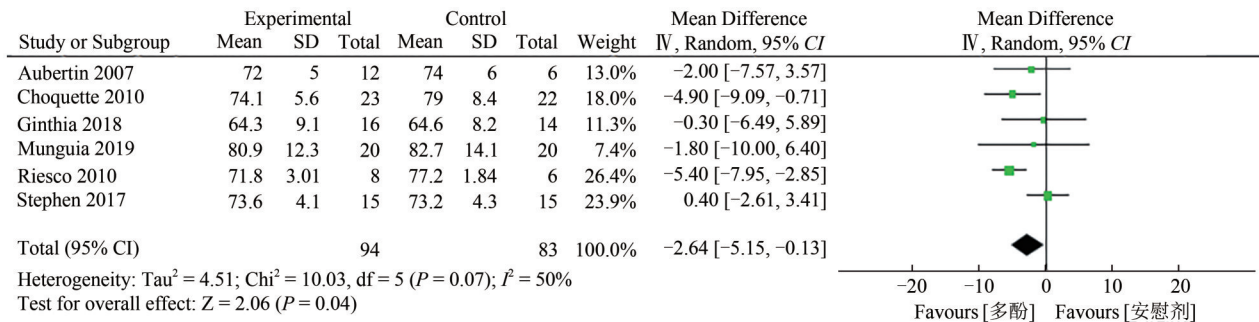 Experimental Control Mean Difference Mean Difference
Study or Subgroup Mean SD Total Mean SD Total Weight Ⅳ, Random, 95% CI Ⅳ, Random, 95% CI
Aubertin 2007 72 5 12 74 6 6 13.0% −2.00 [−7.57, 3.57]
Choquette 2010 74.1 5.6 23 79 8.4 22 18.0% −4.90 [−9.09, −0.71]
Ginthia 2018 64.3 9.1 16 64.6 8.2 14 11.3% −0.30 [−6.49, 5.89]
Munguia 2019 80.9 12.3 20 82.7 14.1 20 7.4% −1.80 [−10.00, 6.40]
Riesco 2010 71.8 3.01 8 77.2 1.84 6 26.4% −5.40 [−7.95, −2.85]
Stephen 2017 73.6 4.1 15 73.2 4.3 15 23.9% 0.40 [−2.61, 3.41]
Total (95% CI) 94 83 100.0% −2.64 [−5.15, −0.13]
Heterogeneity: Tau² = 4.51; Chi² = 10.03, df = 5 (P = 0.07); I² = 50%
Test for overall effect: Z = 2.06 (P = 0.04)
−20 −10 0 10 20
Favours [多酚] Favours [安慰剂]